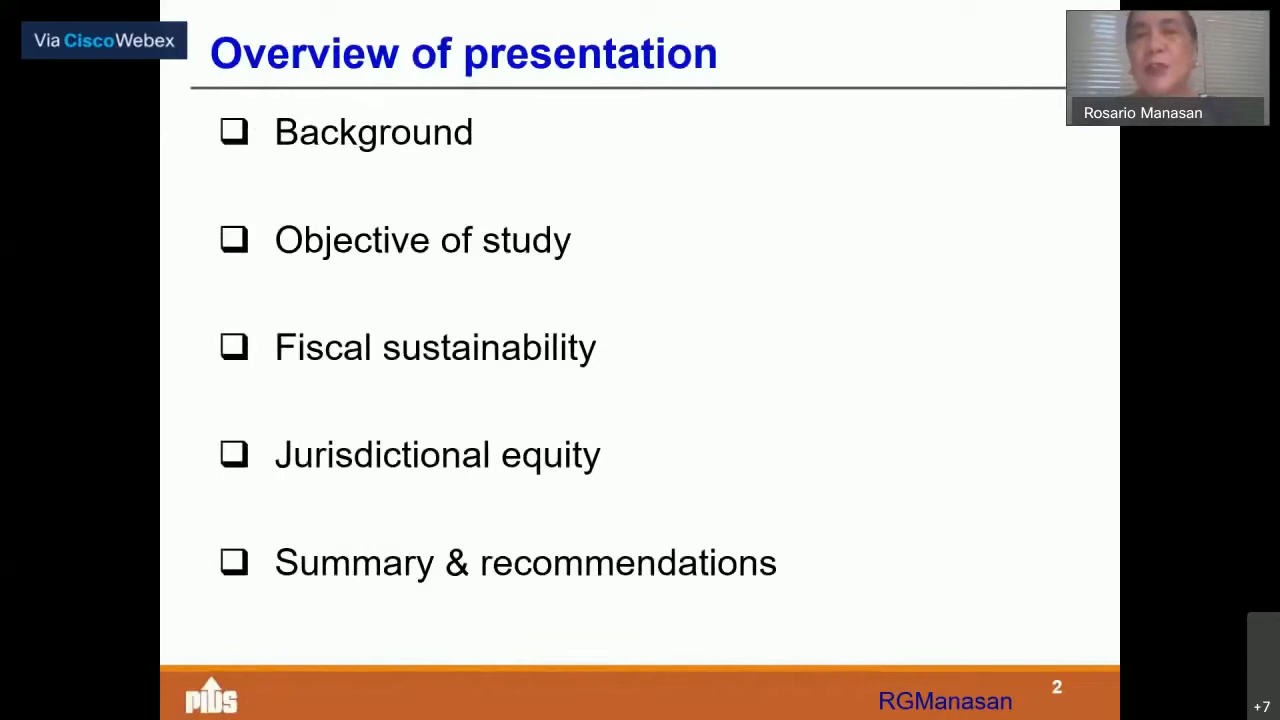 Via CiscoWebex
Overview of presentation
Rosario Manasan
Background
Objective of study
Fiscal sustainability
Jurisdictional equity
Summary & recommendations
PIDS
RGManasan
2
+7